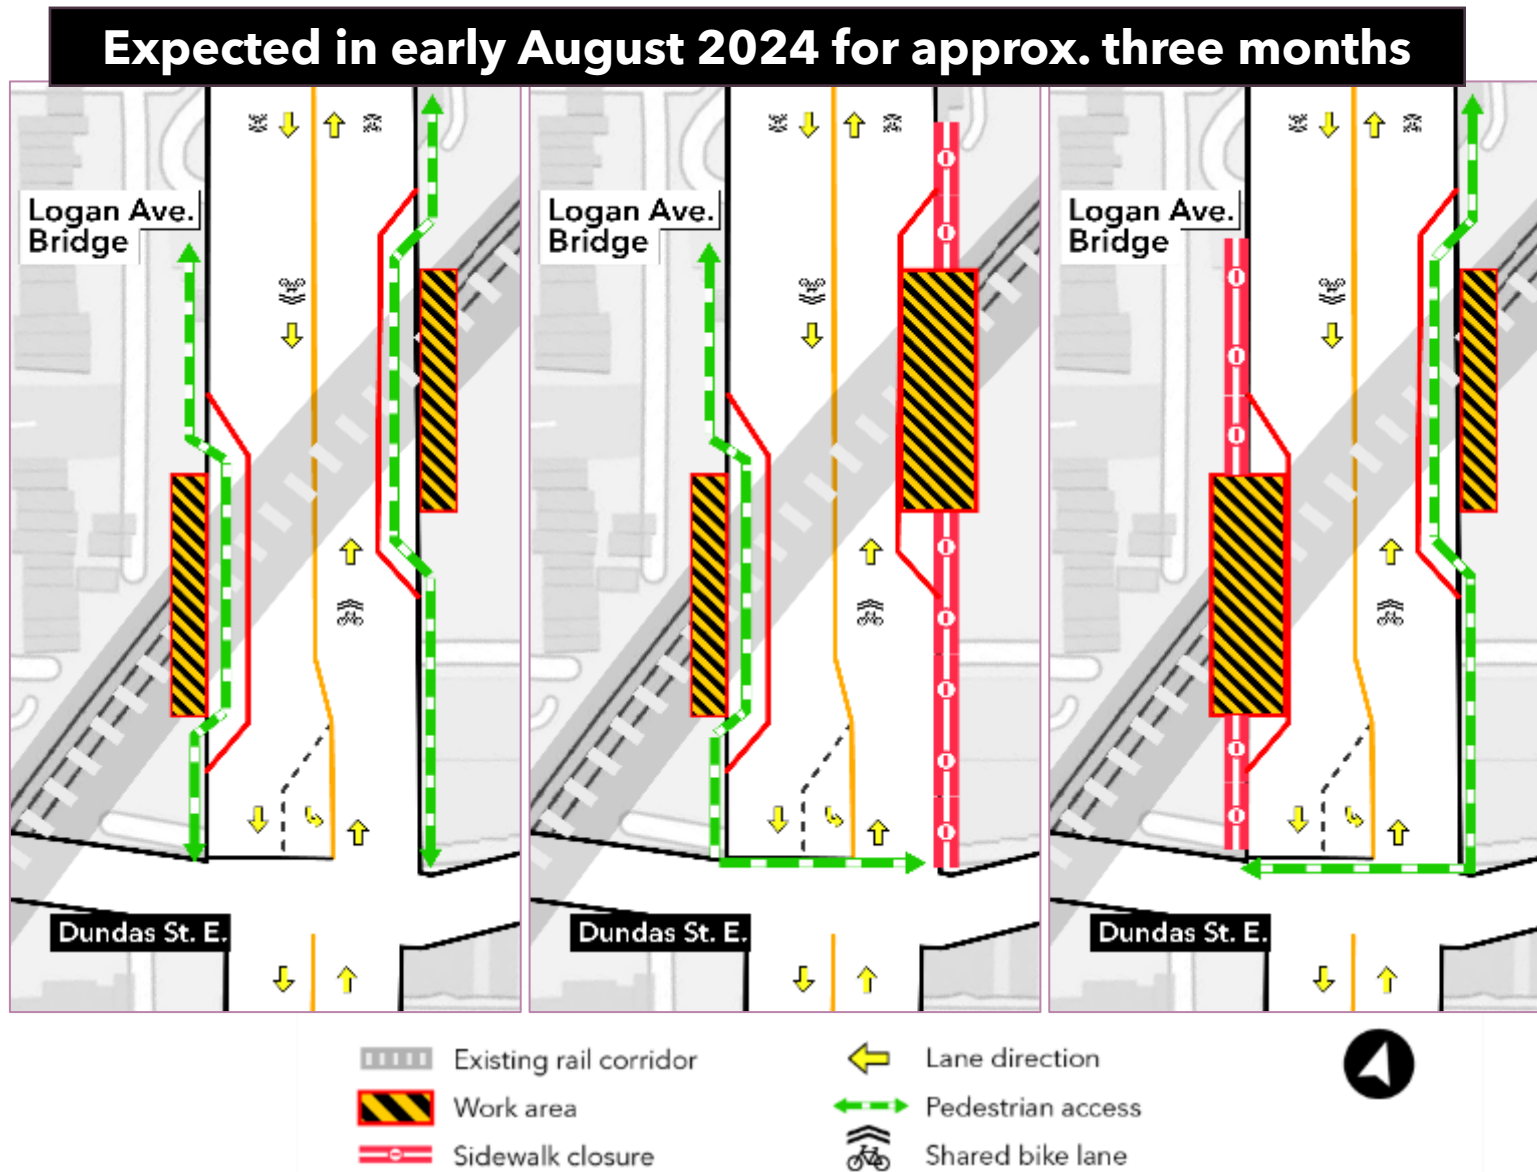 Expected in early August 2024 for approx. three months
Logan Ave.
Bridge
Logan Ave.
Bridge
Logan Ave.
Bridge
Dundas St. E.
Dundas St. E.
Dundas St. E.
Existing rail corridor
Lane direction
Work area
Pedestrian access
Sidewalk closure
Shared bike lane